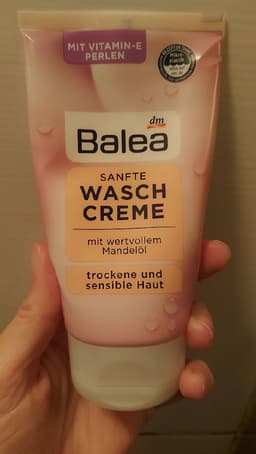 MIT VITAMIN-E
PERLEN
dm
Balea
SANFTE
WASCH
CREME
mit wertvollem
Mandelöl
trockene und
sensible Haut